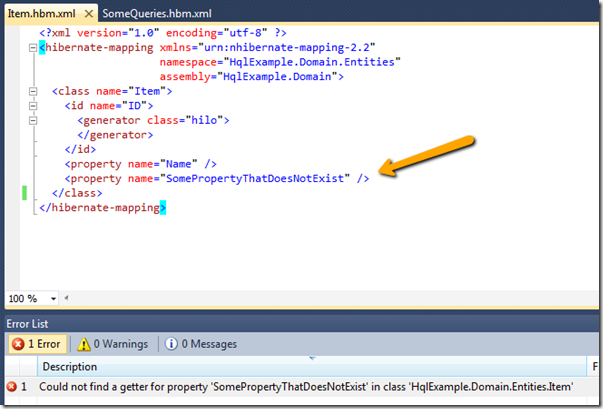 Item.hbm.xml SomeQueries.hbm.xml
<?xml version="1.0" encoding="utf-8" ?>
<hibernate-mapping xmlns="urn:nhibernate-mapping-2.2"
namespace="HqlExample.Domain.Entities"
assembly="HqlExample.Domain">
<class name="Item">
<id name="ID">
<generator class="hilo">
</generator>
</id>
<property name="Name" />
<property name="SomePropertyThatDoesNotExist" />
</class>
</hibernate-mapping>
100 %
Error List
1 Error 0 Warnings 0 Messages
Description F
1 Could not find a getter for property 'SomePropertyThatDoesNotExist' in class 'HqlExample.Domain.Entities.Item'